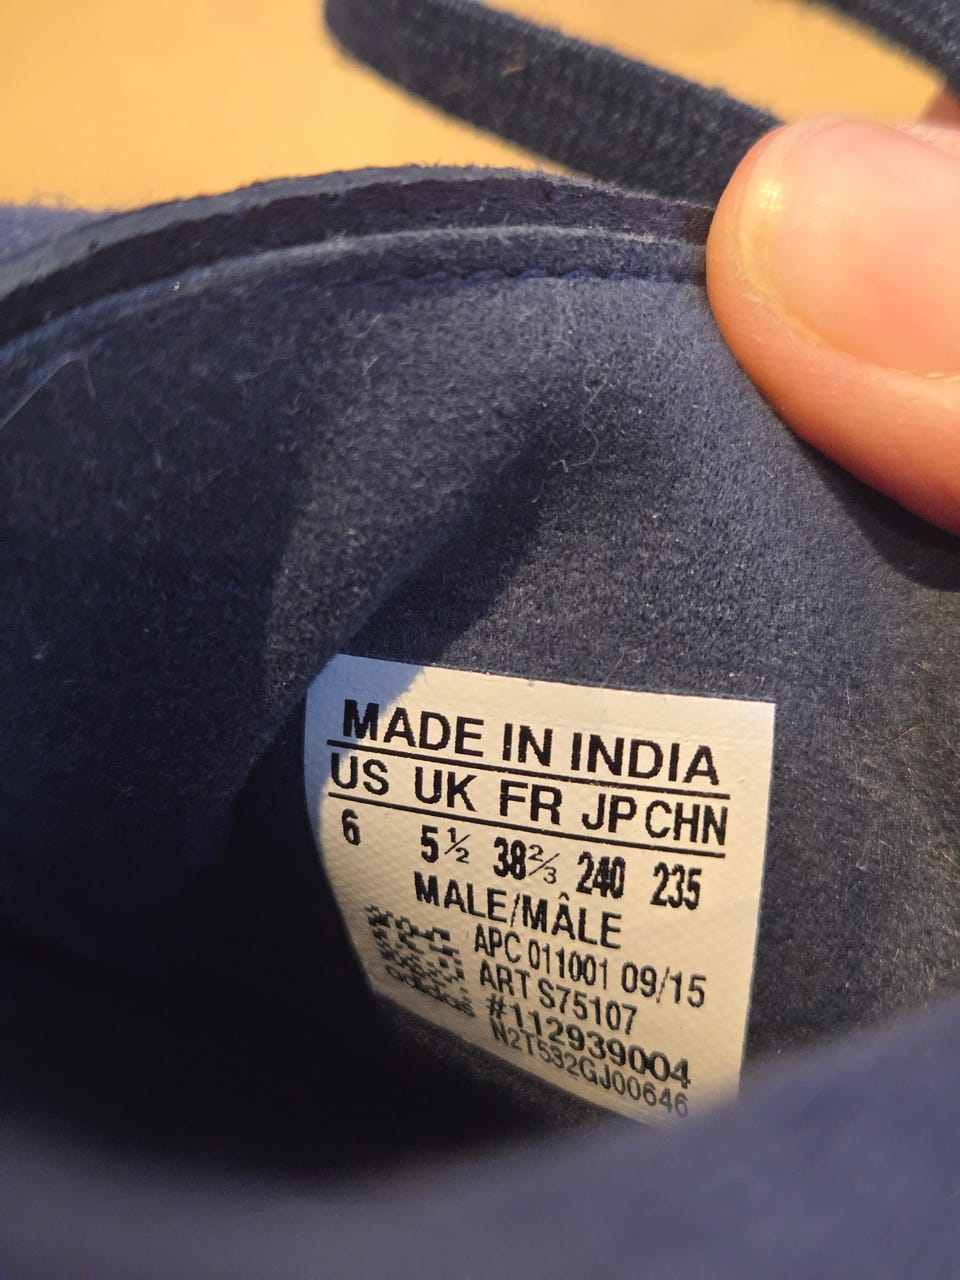 MADE IN INDIA
US UK FR JP CHN
6 5½ 38⅔ 240 235
MALE/MÂLE
APC 011001 09/15
ART S75107
#112939004
N2T532GJ00646